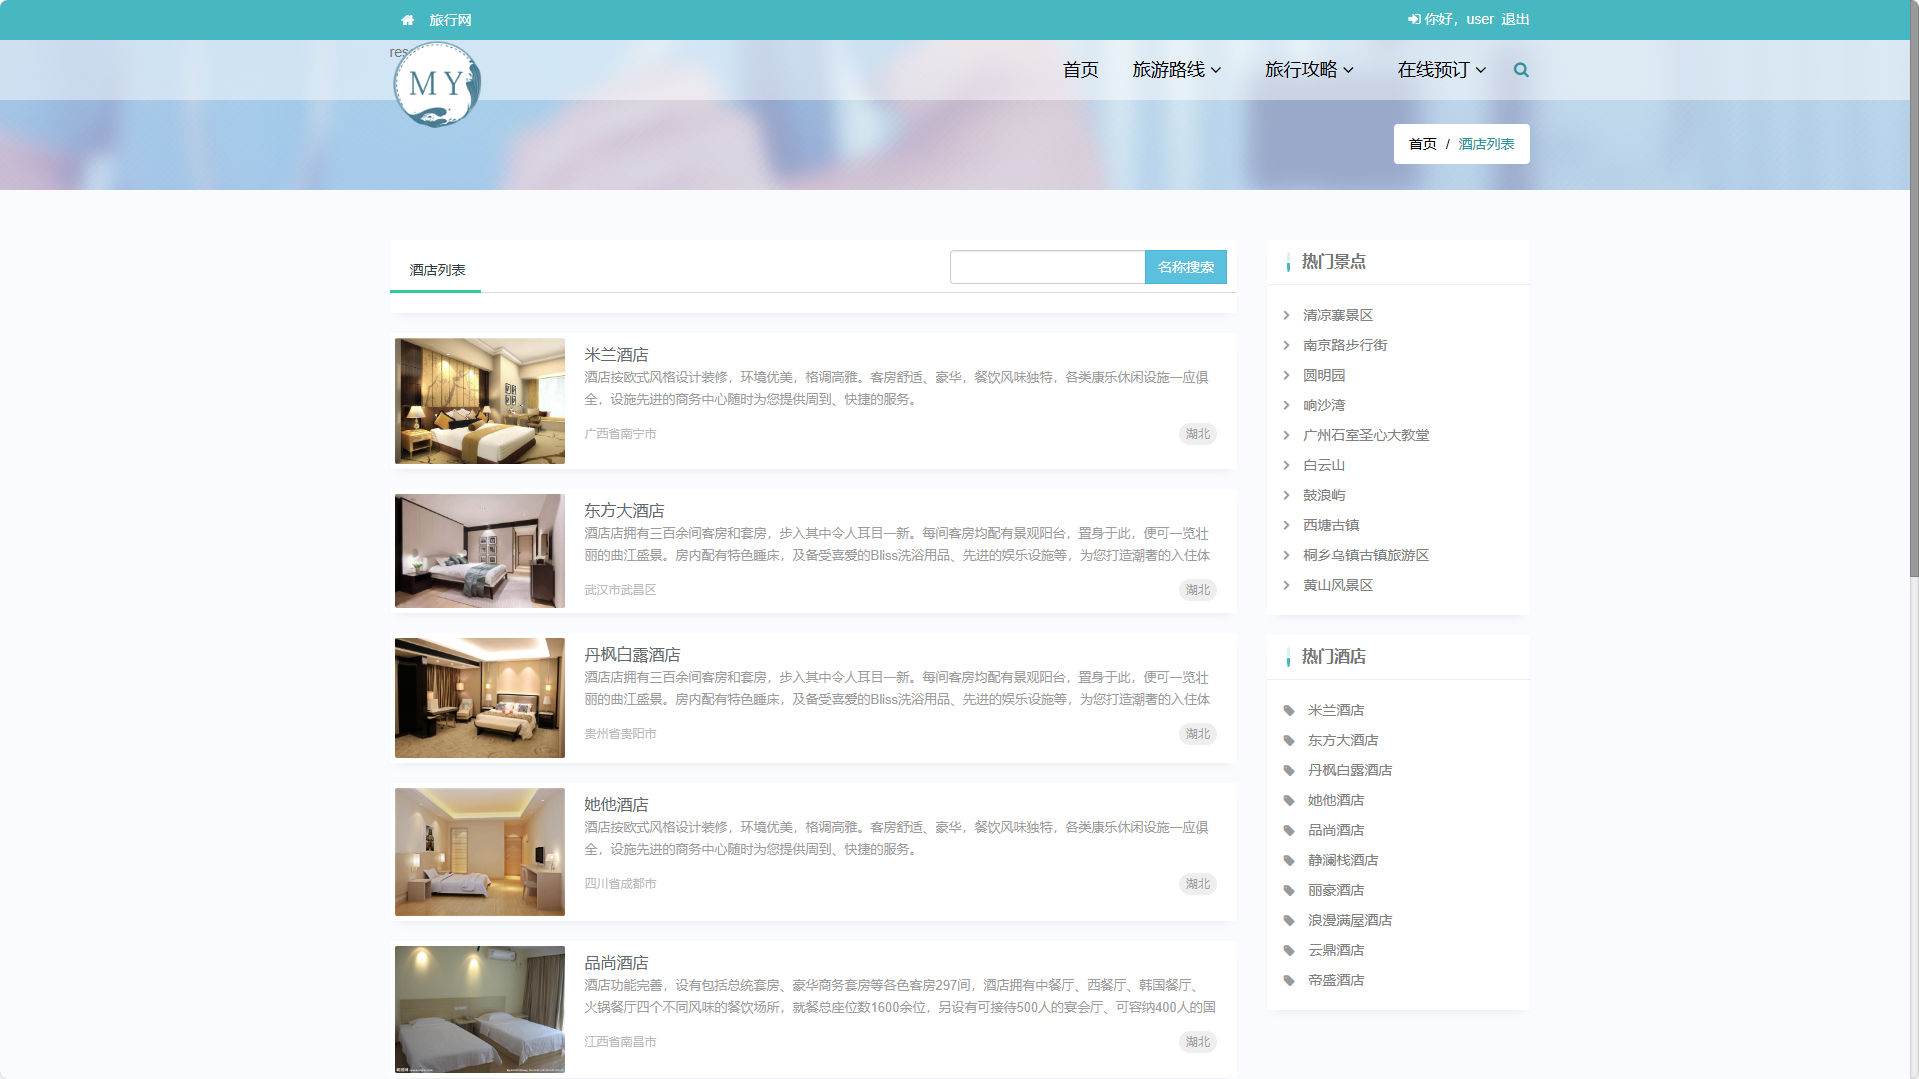 旅行网
你好，user 退出
res
MY
首页
旅游路线
旅行攻略
在线预订
首页 / 酒店列表
酒店列表
名称搜索
米兰酒店
酒店按欧式风格设计装修，环境优美，格调高雅。客房舒适、豪华，餐饮风味独特，各类康乐休闲设施一应俱
全，设施先进的商务中心随时为您提供周到、快捷的服务。
广西省南宁市
湖北
东方大酒店
酒店店拥有三百余间客房和套房，步入其中令人耳目一新。每间客房均配有景观阳台，置身于此，便可一览壮
丽的曲江盛景。房内配有特色睡床，及备受喜爱的Bliss洗浴用品、先进的娱乐设施等，为您打造潮奢的入住体
武汉市武昌区
湖北
丹枫白露酒店
酒店店拥有三百余间客房和套房，步入其中令人耳目一新。每间客房均配有景观阳台，置身于此，便可一览壮
丽的曲江盛景。房内配有特色睡床，及备受喜爱的Bliss洗浴用品、先进的娱乐设施等，为您打造潮奢的入住体
贵州省贵阳市
湖北
她他酒店
酒店按欧式风格设计装修，环境优美，格调高雅。客房舒适、豪华，餐饮风味独特，各类康乐休闲设施一应俱
全，设施先进的商务中心随时为您提供周到、快捷的服务。
四川省成都市
湖北
品尚酒店
酒店功能完善，设有包括总统套房、豪华商务套房等各色客房297间，酒店拥有中餐厅、西餐厅、韩国餐厅、
火锅餐厅四个不同风味的餐饮场所，就餐总座位数1600余位，另设有可接待500人的宴会厅、可容纳400人的国
江西省南昌市
湖北
热门景点
清凉寨景区
南京路步行街
圆明园
响沙湾
广州石室圣心大教堂
白云山
鼓浪屿
西塘古镇
桐乡乌镇古镇旅游区
黄山风景区
热门酒店
米兰酒店
东方大酒店
丹枫白露酒店
她他酒店
品尚酒店
静澜栈酒店
丽豪酒店
浪漫满屋酒店
云鼎酒店
帝盛酒店